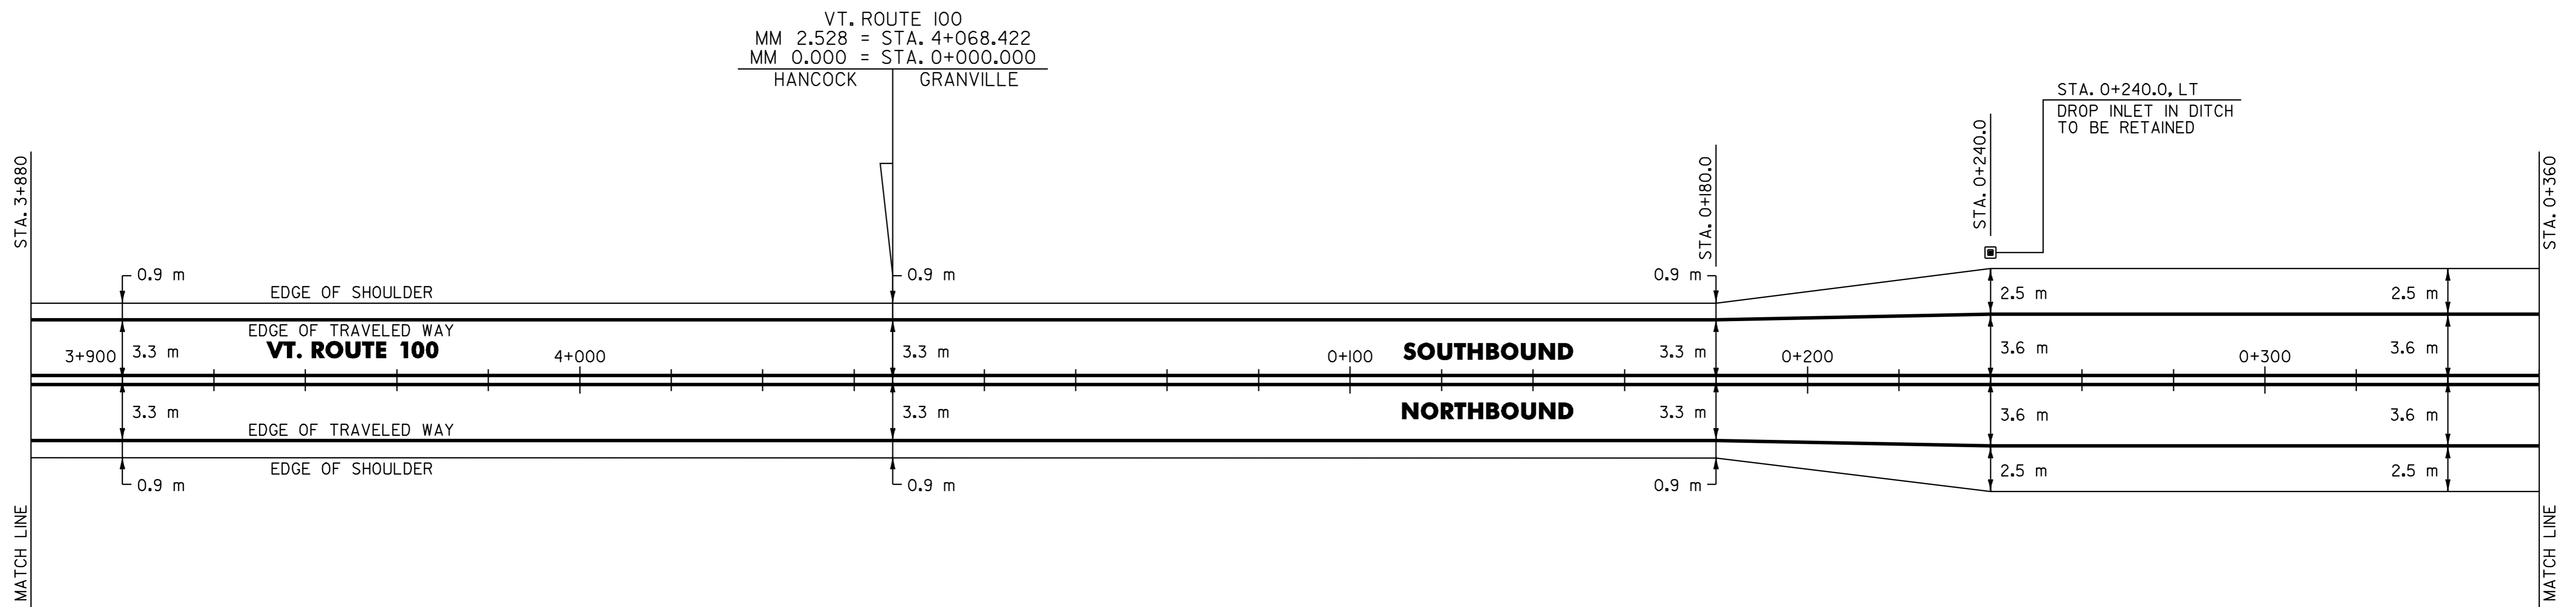 VT. ROUTE 100
MM 2.528 = STA. 4+068.422
MM 0.000 = STA. 0+000.000
HANCOCK GRANVILLE
STA. 0+240.0, LT
DROP INLET IN DITCH
TO BE RETAINED
STA. 3+880
STA. 0+180.0
STA. 0+240.0
STA. 0+360
0.9 m
0.9 m
0.9 m
EDGE OF SHOULDER
2.5 m
2.5 m
EDGE OF TRAVELED WAY
3+900
3.3 m
VT. ROUTE 100
4+000
3.3 m
0+100
SOUTHBOUND
3.3 m
0+200
3.6 m
0+300
3.6 m
3.3 m
3.3 m
NORTHBOUND
3.3 m
3.6 m
3.6 m
EDGE OF TRAVELED WAY
EDGE OF SHOULDER
2.5 m
2.5 m
0.9 m
0.9 m
0.9 m
MATCH LINE
MATCH LINE